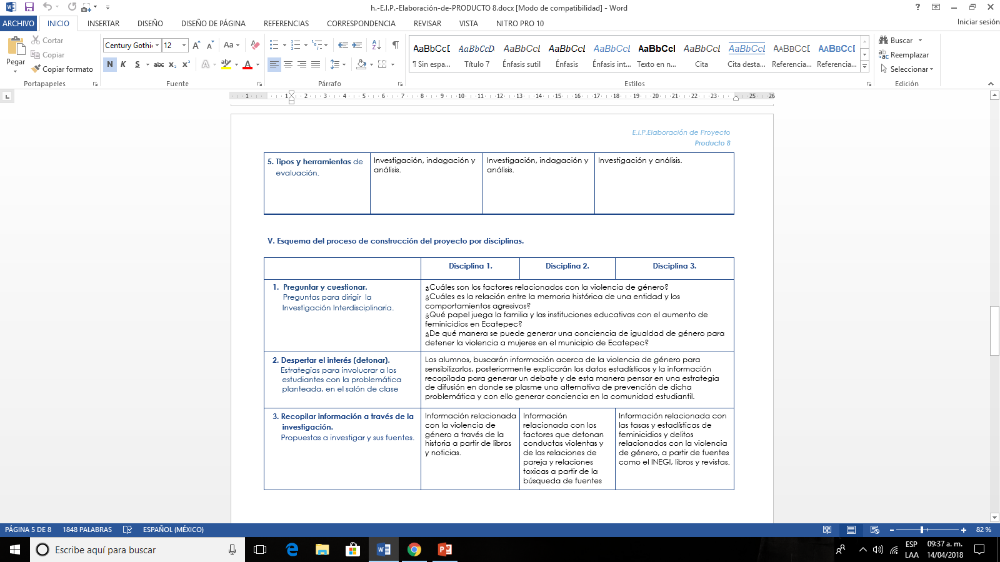 h.-E.I.P.-Elaboración-de-PRODUCTO 8.docx [Modo de compatibilidad] - Word
ARCHIVO INICIO INSERTAR DISEÑO DISEÑO DE PÁGINA REFERENCIAS CORRESPONDENCIA REVISAR VISTA NITRO PRO 10 Iniciar sesión
Pegar
Cortar
Copiar
Copiar formato
Portapapeles
Century Gothi 12
N K S abc x₂ x²
Fuente
Párrafo
AaBbCcD AaBbCcD AaBbCcL AaBbCcL AaBbCcL AaBbCcI AaBbCcL AaBbCcL AABBCCD AABBCCD
¶ Sin espa... Título 7 Énfasis sutil Énfasis Énfasis int... Texto en n... Cita Cita desta... Referencia... Referencia...
Estilos
Buscar
Reemplazar
Seleccionar
Edición
1 1 2 3 4 5 6 7 8 9 10 11 12 13 14 15 16 17 18 19 20 21 22 23 25 26
E.I.P.Elaboración de Proyecto
Producto 8
5. Tipos y herramientas de
evaluación.
Investigación, indagación y
análisis.
Investigación, indagación y
análisis.
Investigación y análisis.
V. Esquema del proceso de construcción del proyecto por disciplinas.
Disciplina 1. Disciplina 2. Disciplina 3.
1. Preguntar y cuestionar.
Preguntas para dirigir la
Investigación Interdisciplinaria.
¿Cuáles son los factores relacionados con la violencia de género?
¿Cuáles es la relación entre la memoria histórica de una entidad y los
comportamientos agresivos?
¿Qué papel juega la familia y las instituciones educativas con el aumento de
feminicidios en Ecatepec?
¿De qué manera se puede generar una conciencia de igualdad de género para
detener la violencia a mujeres en el municipio de Ecatepec?
2. Despertar el interés (detonar).
Estrategias para involucrar a los
estudiantes con la problemática
planteada, en el salón de clase
Los alumnos, buscarán información acerca de la violencia de género para
sensibilizarlos, posteriormente explicarán los datos estadísticos y la información
recopilada para generar un debate y de esta manera pensar en una estrategia
de difusión en donde se plasme una alternativa de prevención de dicha
problemática y con ello generar conciencia en la comunidad estudiantil.
3. Recopilar información a través de la
investigación.
Propuestas a investigar y sus fuentes.
Información relacionada
con la violencia de
género a través de la
historia a partir de libros
y noticias.
Información
relacionada con los
factores que detonan
conductas violentas y
de las relaciones de
pareja y relaciones
toxicas a partir de la
búsqueda de fuentes
Información relacionada con
las tasas y estadísticas de
feminicidios y delitos
relacionados con la violencia
de género, a partir de fuentes
como el INEGI, libros y revistas.
PÁGINA 5 DE 8 1848 PALABRAS ESPAÑOL (MÉXICO) 82 %
Escribe aquí para buscar
ESP
LAA
09:37 a. m.
14/04/2018